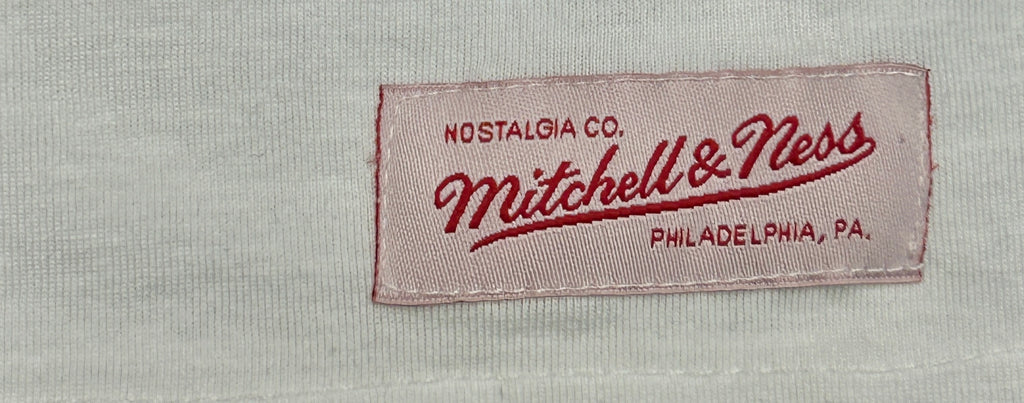 NOSTALGIA CO.
Mitchell & Ness
PHILADELPHIA, PA.